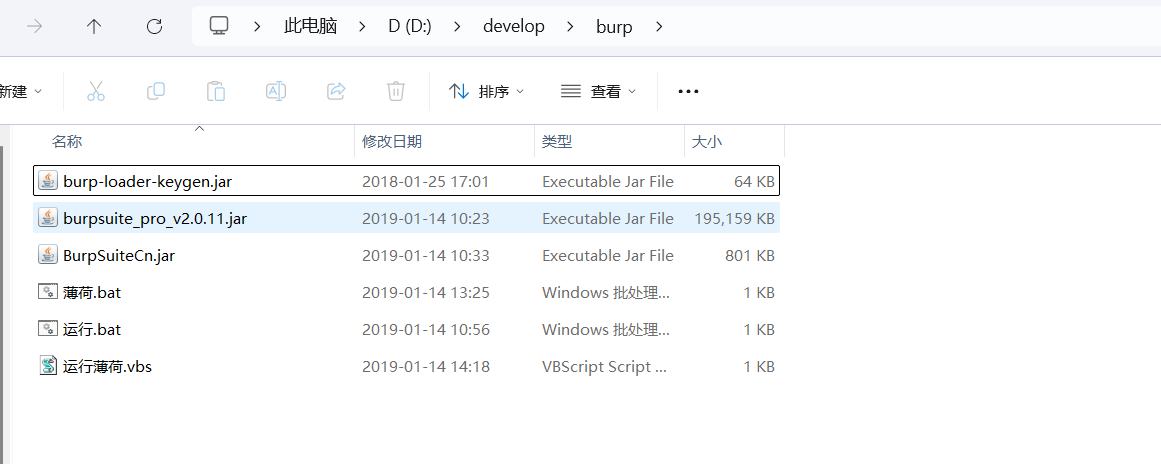 此电脑 D (D:) develop burp
新建 排序 查看
名称 修改日期 类型 大小
burp-loader-keygen.jar 2018-01-25 17:01 Executable Jar File 64 KB
burpsuite_pro_v2.0.11.jar 2019-01-14 10:23 Executable Jar File 195,159 KB
BurpSuiteCn.jar 2019-01-14 10:33 Executable Jar File 801 KB
薄荷.bat 2019-01-14 13:25 Windows 批处理... 1 KB
运行.bat 2019-01-14 10:56 Windows 批处理... 1 KB
运行薄荷.vbs 2019-01-14 14:18 VBScript Script ... 1 KB